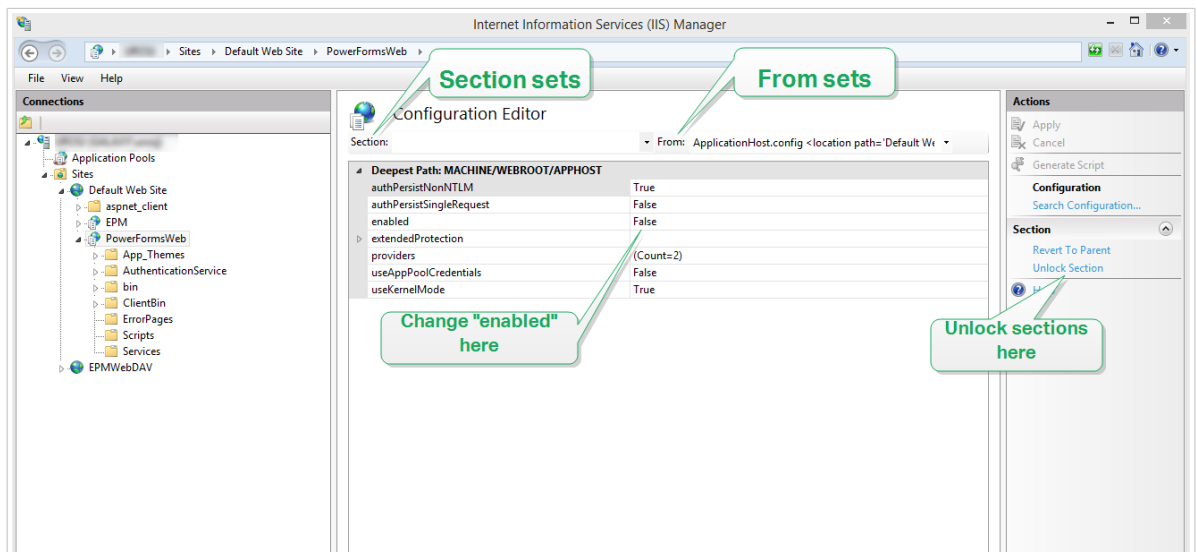 Internet Information Services (IIS) Manager
Sites Default Web Site PowerFormsWeb
File View Help
Connections
Application Pools
Sites
Default Web Site
aspnet_client
EPM
PowerFormsWeb
App_Themes
AuthenticationService
bin
ClientBin
ErrorPages
Scripts
Services
EPMWebDAV
Section sets
From sets
Configuration Editor
Section:
From: ApplicationHost.config <location path='Default We
Deepest Path: MACHINE/WEBROOT/APPHOST
authPersistNonNTLM True
authPersistSingleRequest False
enabled False
extendedProtection
providers (Count=2)
useAppPoolCredentials False
useKernelMode True
Change "enabled"
here
Actions
Apply
Cancel
Generate Script
Configuration
Search Configuration...
Section
Revert To Parent
Unlock Section
Unlock sections
here